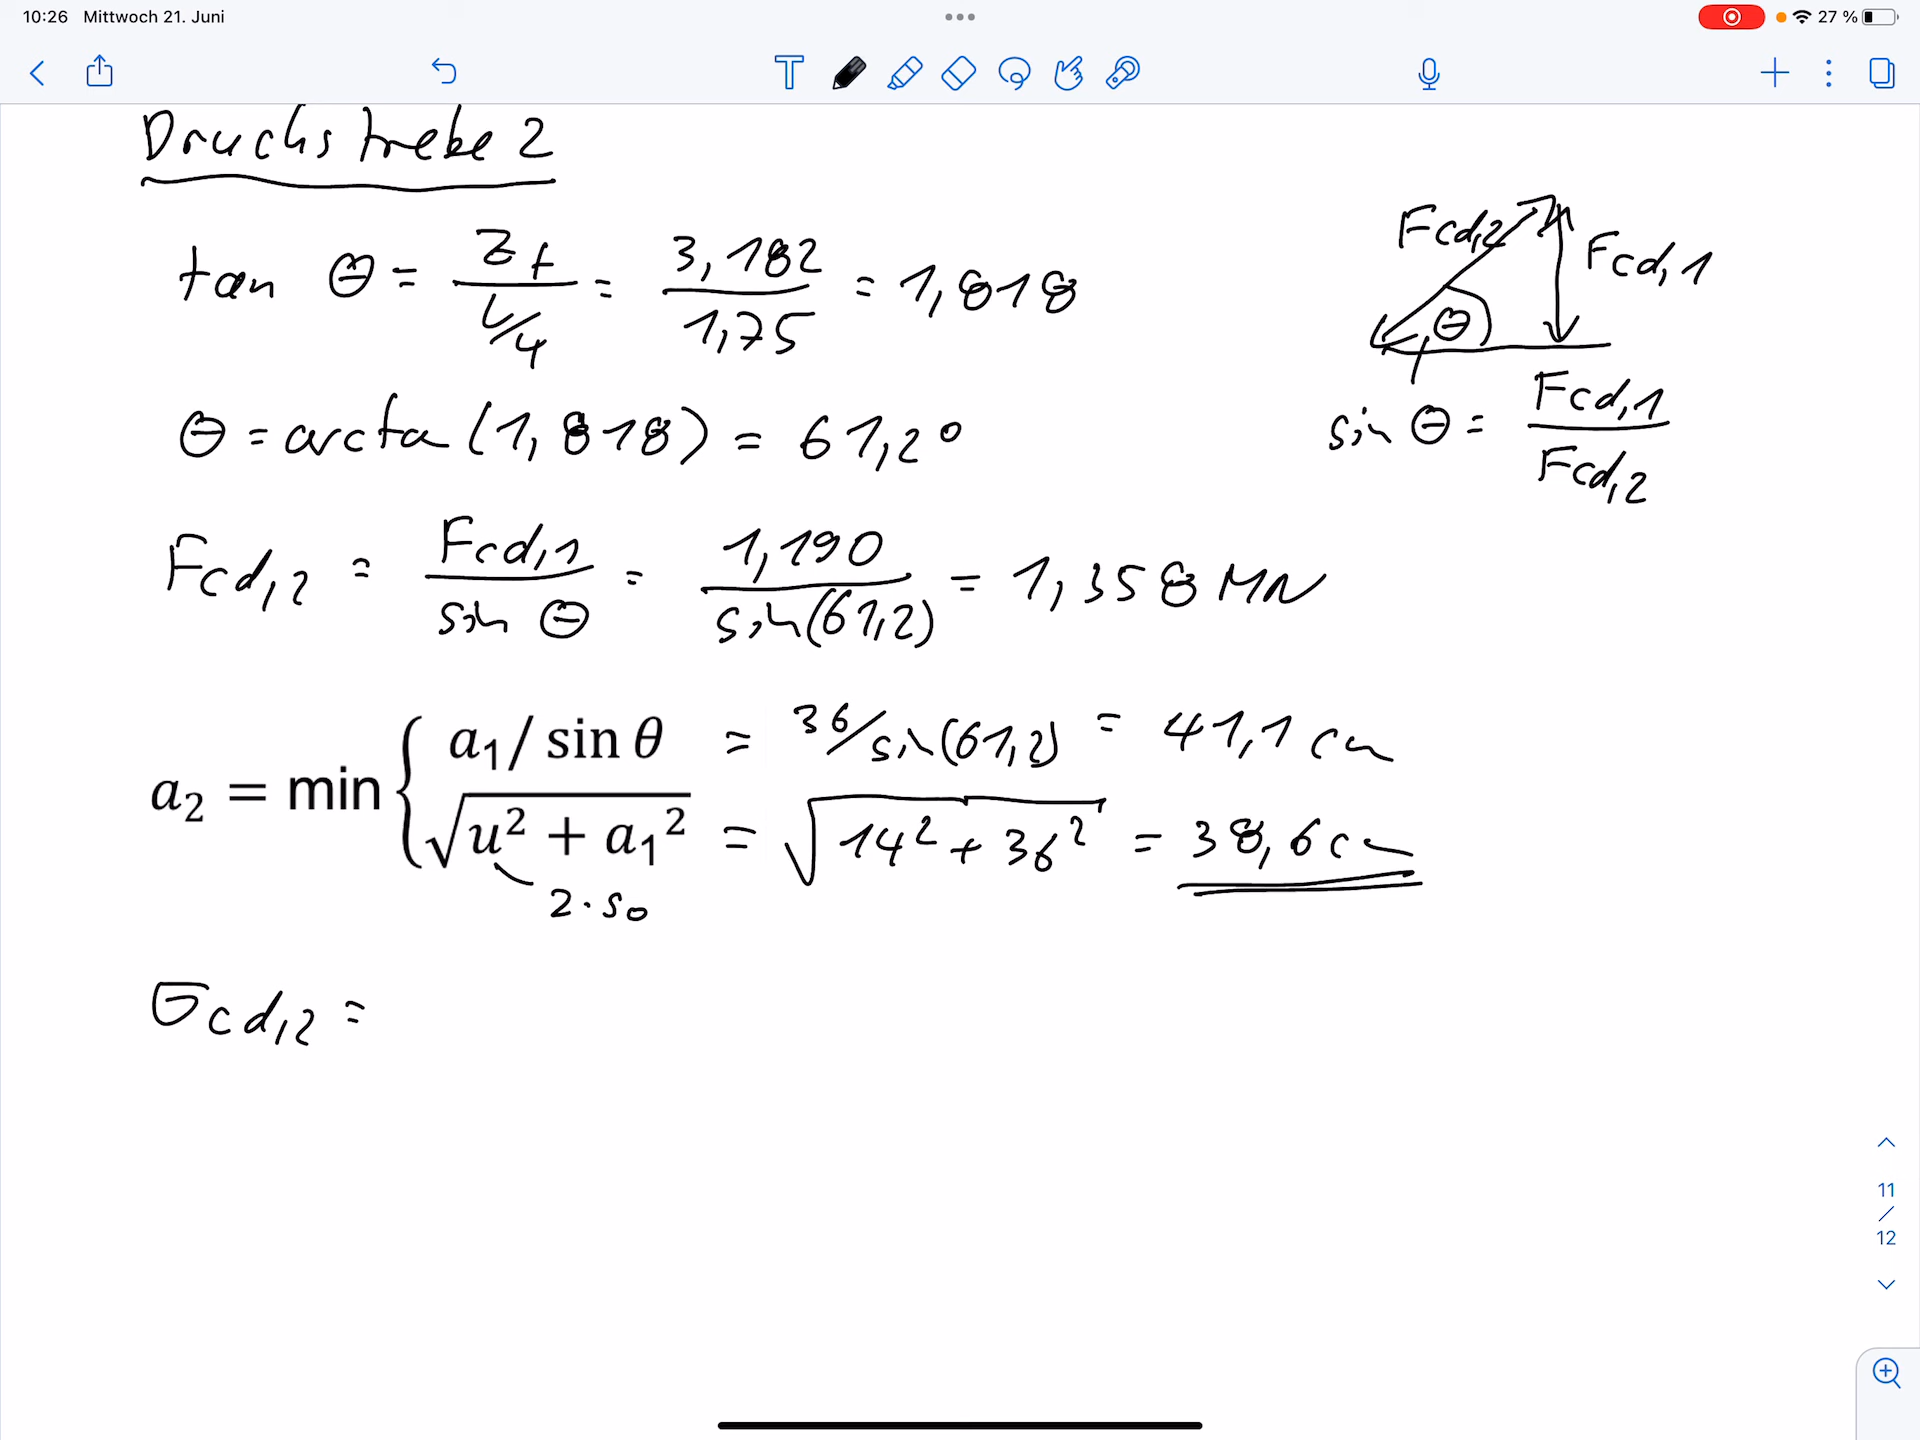 10:26 Mittwoch 21. Juni 27 %
Druckstrebe 2
tan Θ = zf / (l/4) = 3,182 / 1,75 = 1,818
Θ = arcta (1,818) = 61,2°
Fcd,2 = Fcd,1 / sin Θ = 1,190 / sin(61,2) = 1,358 MN
a₂ = min { a₁ / sin θ = 36/sin(61,2) = 41,1 cm
√(u² + a₁²) = √(14² + 36²) = 38,6 cm
2 · s₀
σcd,2 =
Fcd,2
Fcd,1
Θ
sin Θ = Fcd,1 / Fcd,2
11
/
12